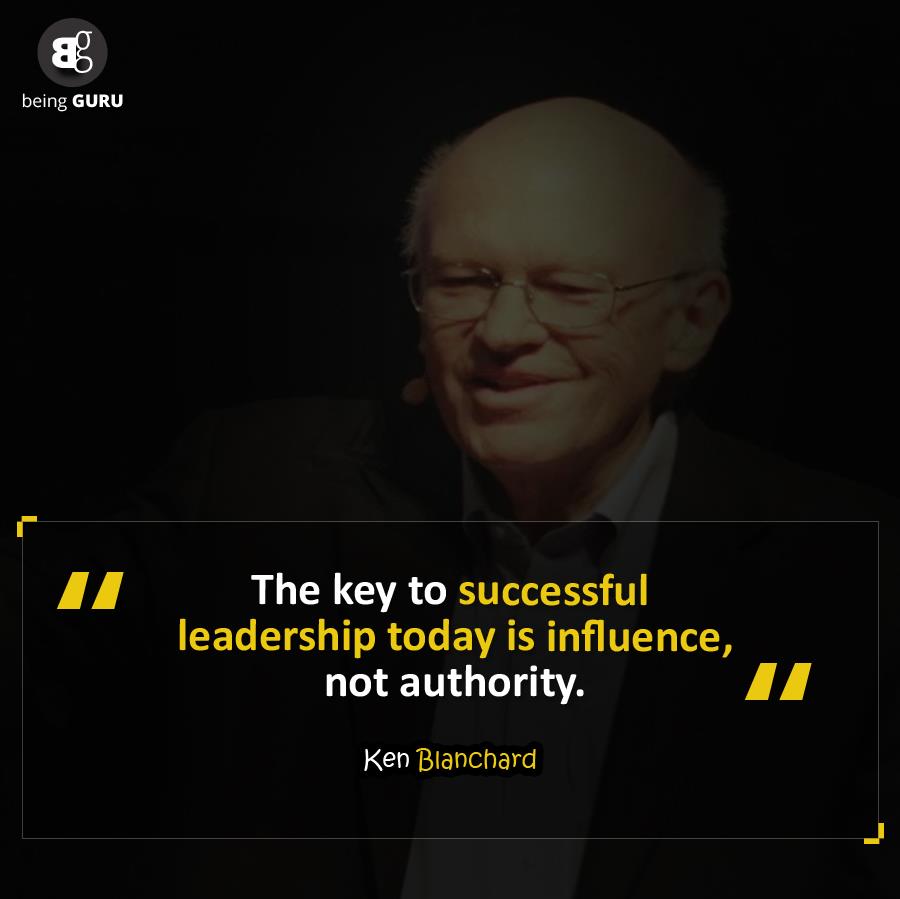 Bg
being GURU
"The key to successful
leadership today is influence,
not authority."
Ken Blanchard